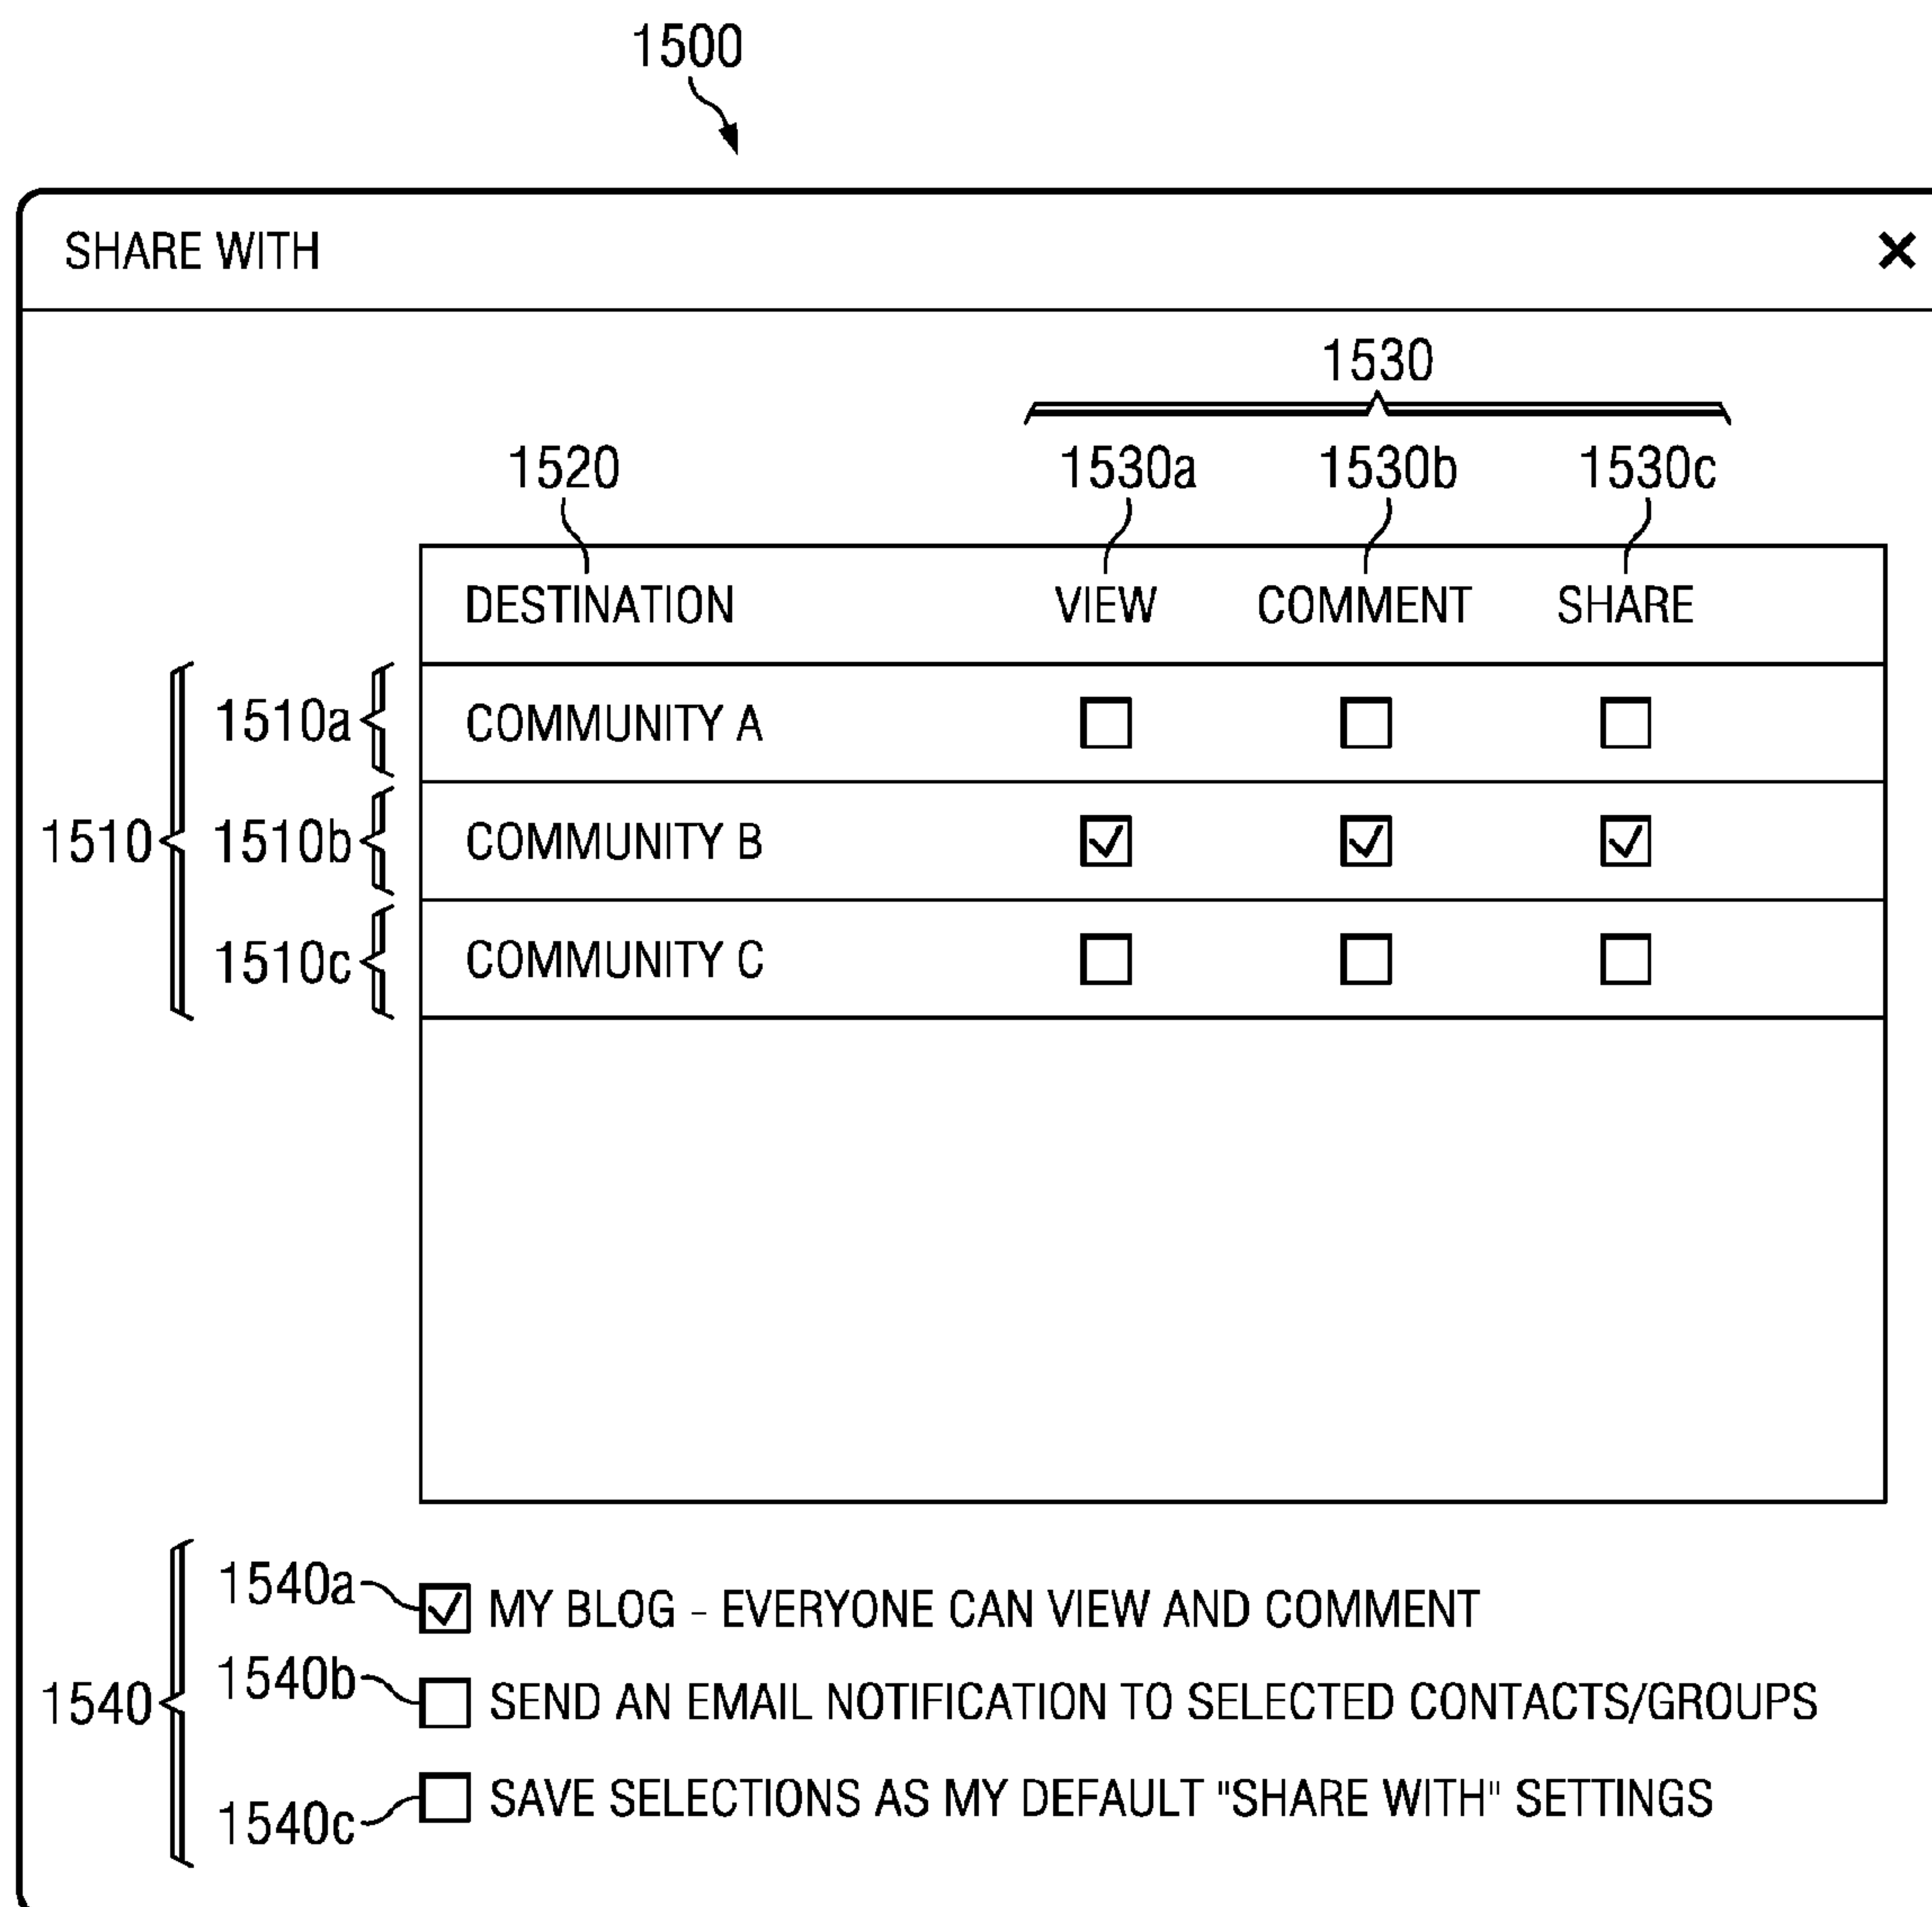 1500
SHARE WITH
1530
1520 1530a 1530b 1530c
DESTINATION VIEW COMMENT SHARE
1510a COMMUNITY A
1510 1510b COMMUNITY B
1510c COMMUNITY C
1540a MY BLOG - EVERYONE CAN VIEW AND COMMENT
1540 1540b SEND AN EMAIL NOTIFICATION TO SELECTED CONTACTS/GROUPS
1540c SAVE SELECTIONS AS MY DEFAULT "SHARE WITH" SETTINGS